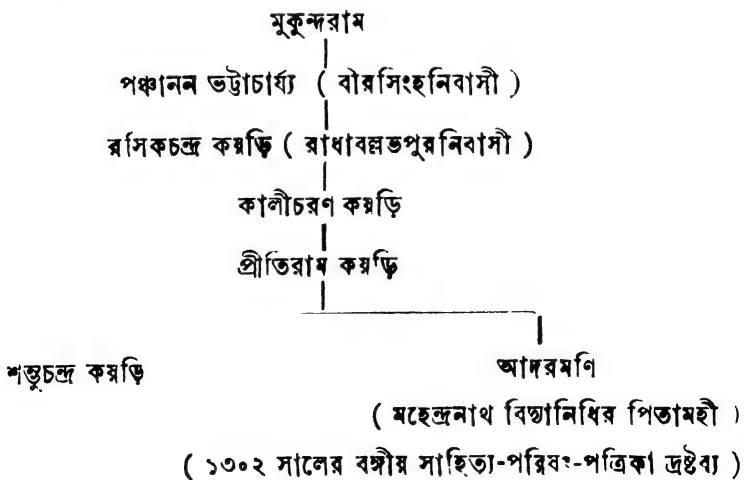 মুকুন্দরাম
পঞ্চানন ভট্টাচার্য্য ( বীরসিংহনিবাসী )
রসিকচন্দ্র কয়ড়ি ( রাধাবল্লভপুরনিবাসী )
কালীচরণ কয়ড়ি
প্রীতিরাম কয়ড়ি
শম্ভুচন্দ্র কয়ড়ি	আদরমণি
( মহেন্দ্রনাথ বিদ্যানিধির পিতামহী )
( ১৩০২ সালের বঙ্গীয় সাহিত্য-পরিষৎ-পত্রিকা দ্রষ্টব্য )